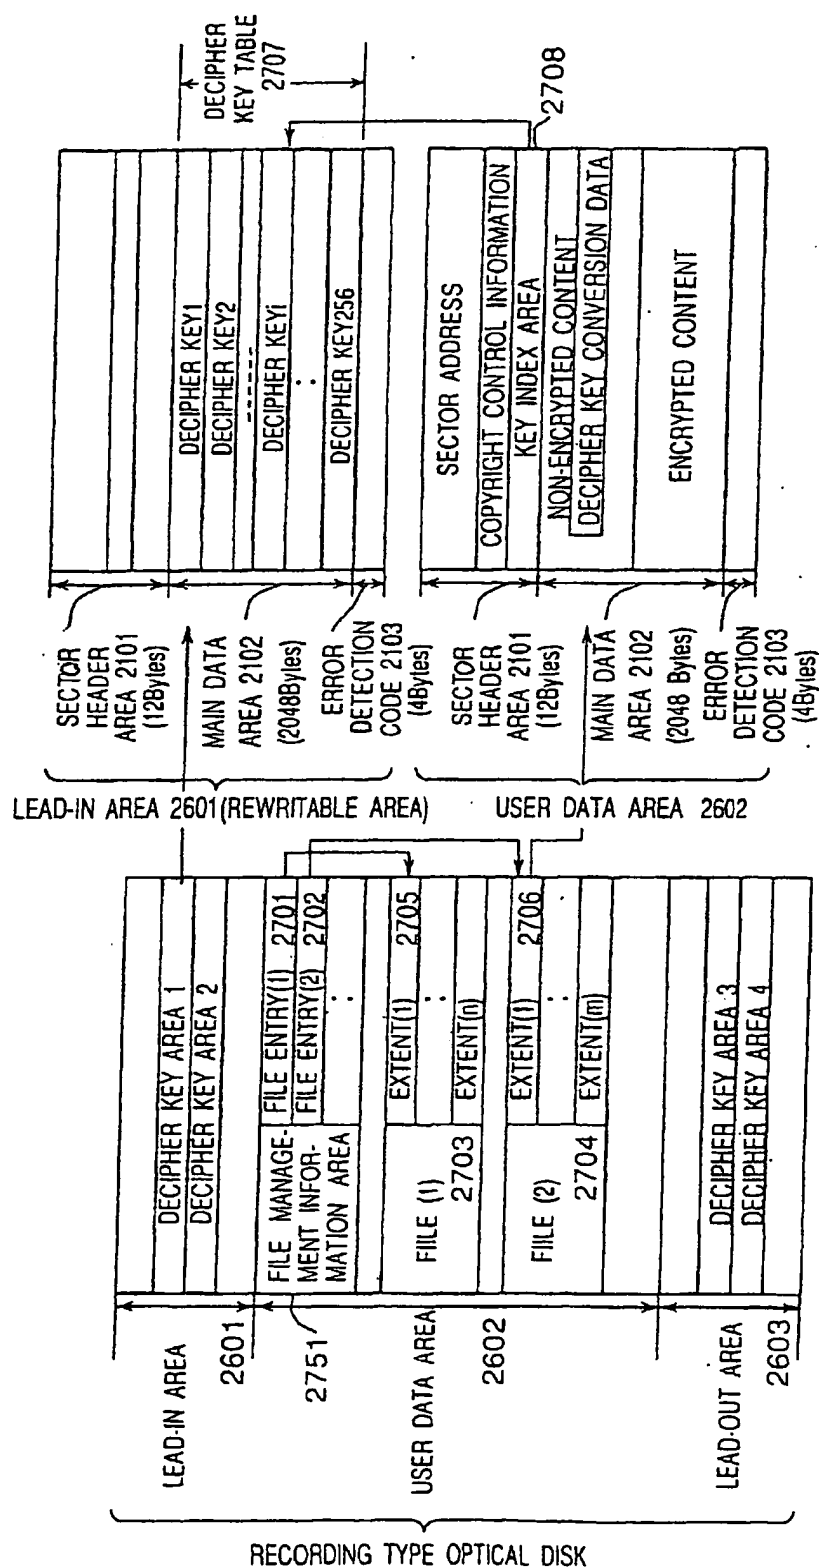 RECORDING TYPE OPTICAL DISK
LEAD-IN AREA
2601
USER DATA AREA
2602
LEAD-OUT AREA
2603
2751
DECIPHER KEY AREA 1
DECIPHER KEY AREA 2
FILE MANAGE-
MENT INFOR-
MATION AREA
FILE ENTRY(1) 2701
FILE ENTRY(2) 2702
FIILE (1)
2703
EXTENT(1) 2705
EXTENT(n)
FIILE (2)
2704
EXTENT(1) 2706
EXTENT(m)
DECIPHER KEY AREA 3
DECIPHER KEY AREA 4
LEAD-IN AREA 2601(REWRITABLE AREA)
SECTOR
HEADER
AREA 2101
(12Bytes)
MAIN DATA
AREA 2102
(2048Bytes)
ERROR
DETECTION
CODE 2103
(4Bytes)
DECIPHER KEY1
DECIPHER KEY2
DECIPHER KEYi
DECIPHER KEY256
DECIPHER
KEY TABLE
2707
USER DATA AREA 2602
SECTOR
HEADER
AREA 2101
(12Bytes)
MAIN DATA
AREA 2102
(2048 Bytes)
ERROR
DETECTION
CODE 2103
(4Bytes)
SECTOR ADDRESS
COPYRIGHT CONTROL INFORMATION
KEY INDEX AREA
2708
NON-ENCRYPTED CONTENT
DECIPHER KEY CONVERSION DATA
ENCRYPTED CONTENT